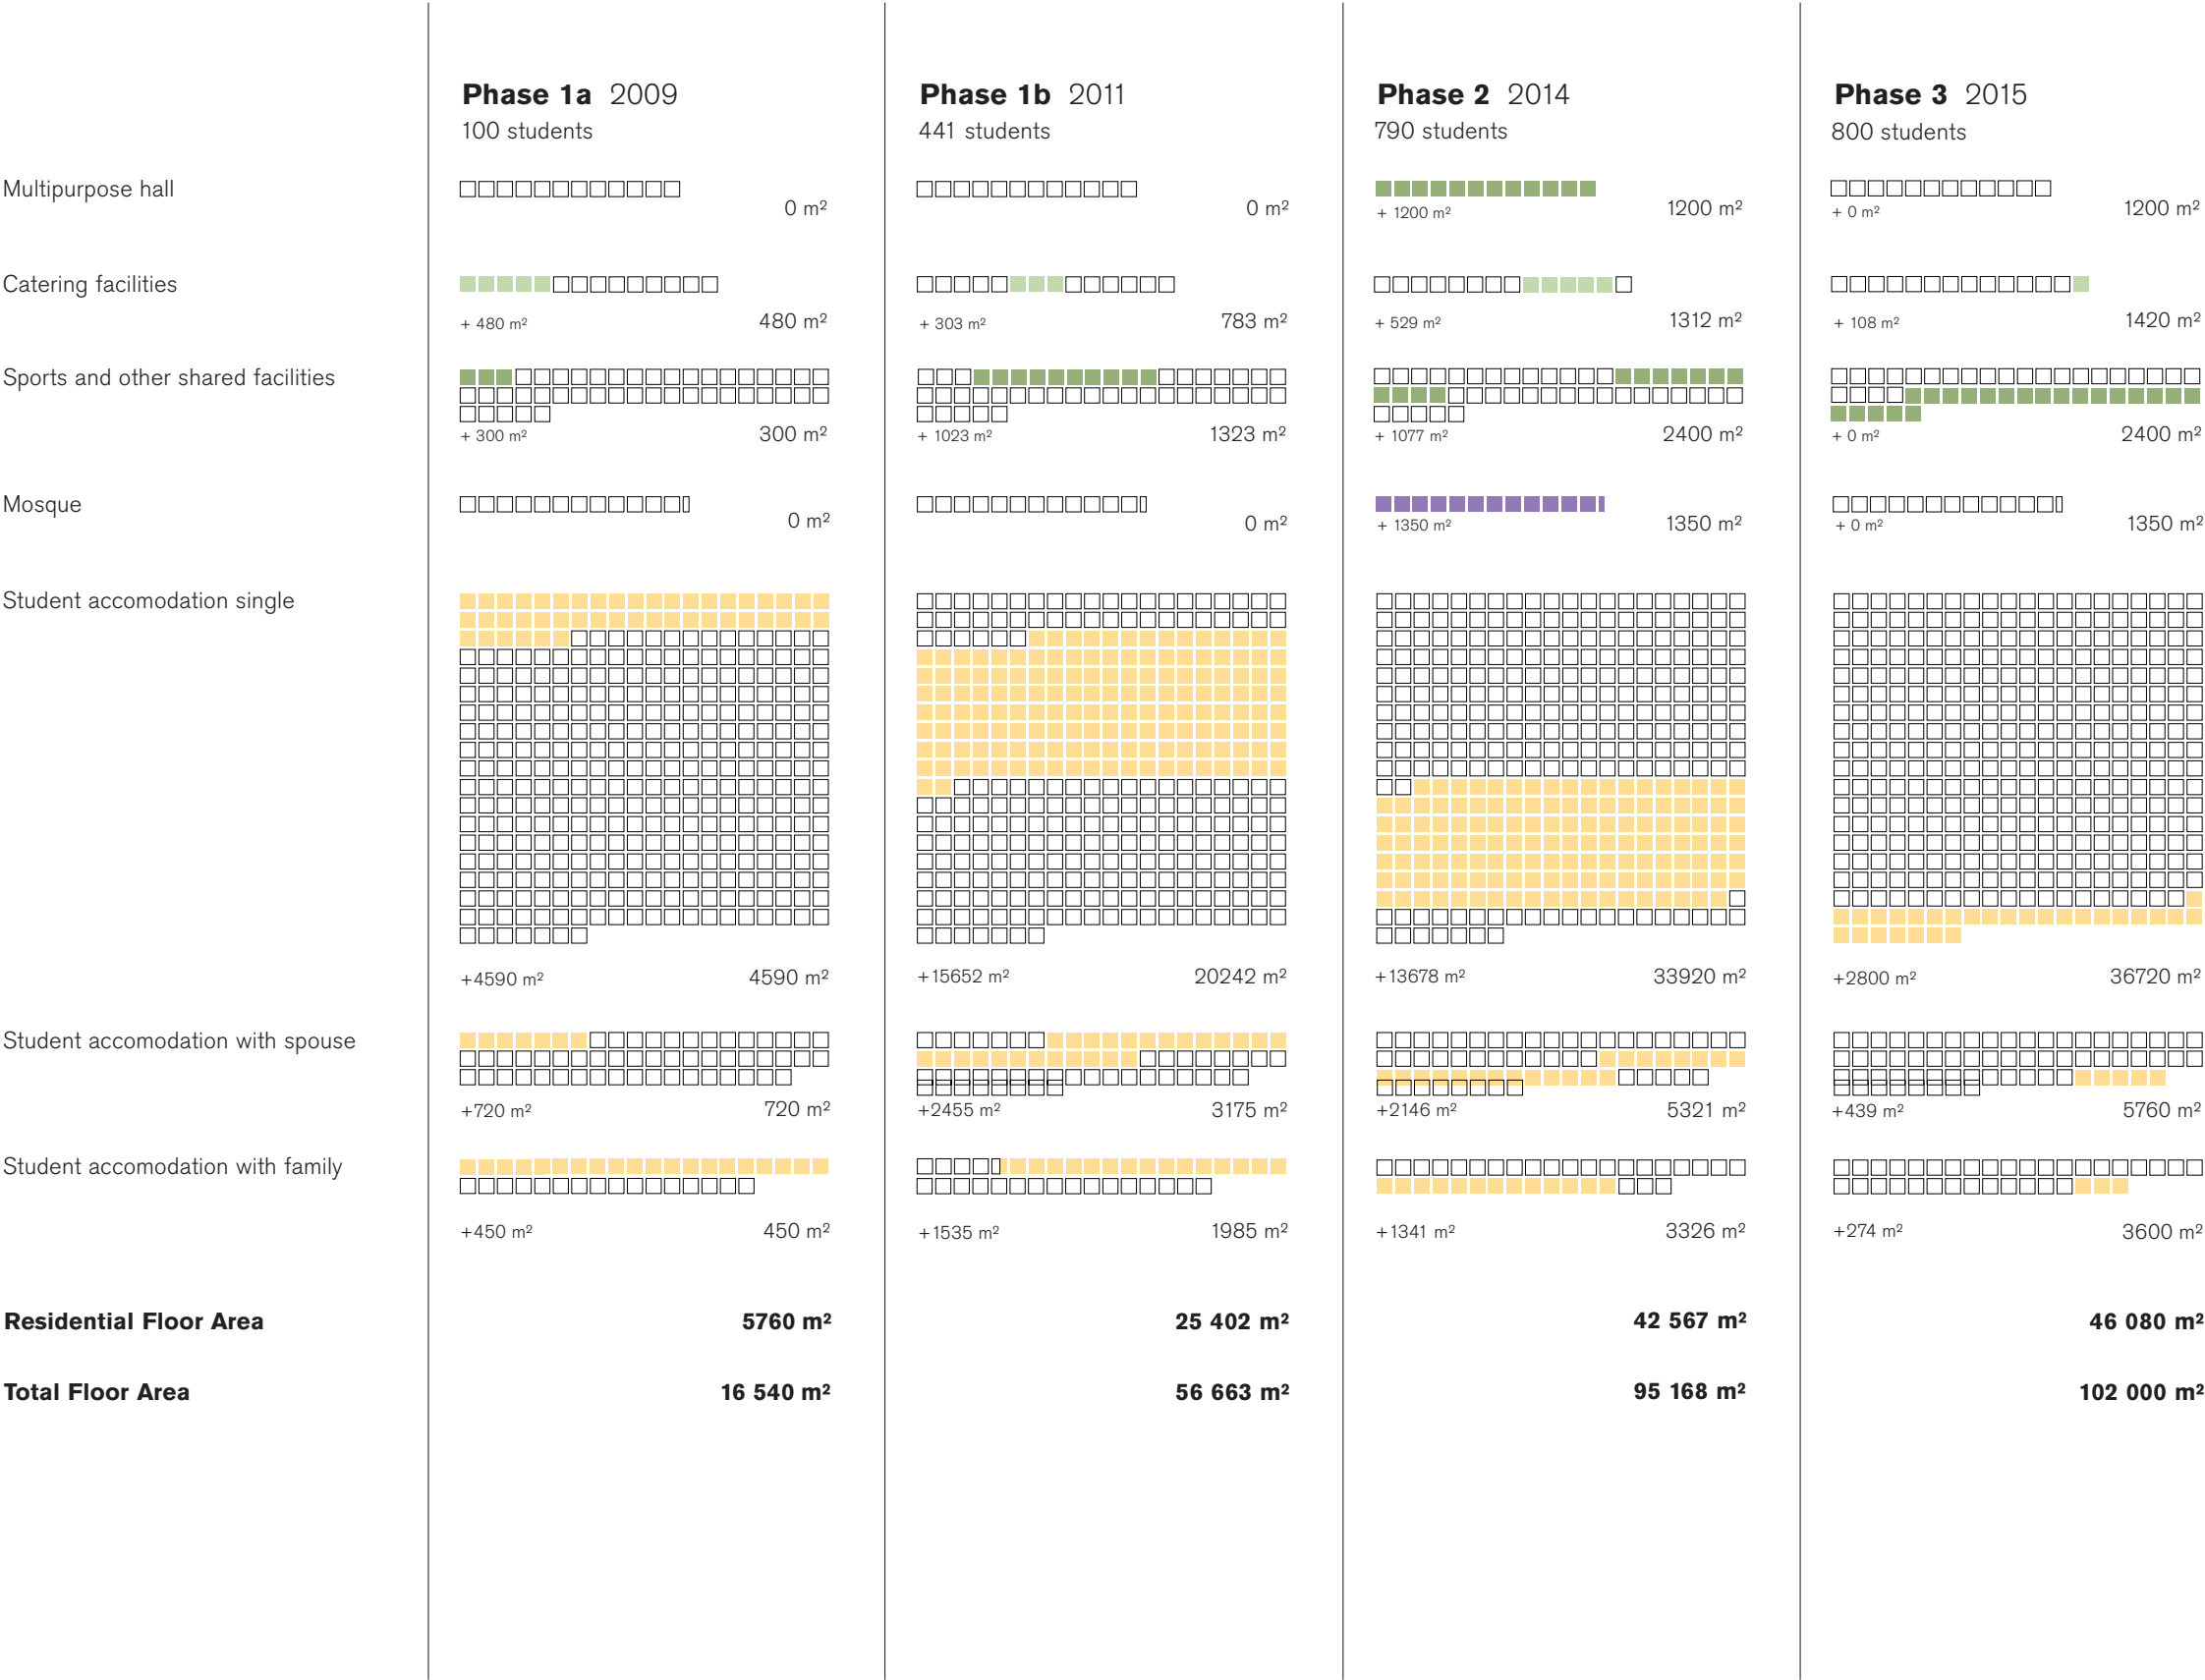 Phase 1a 2009
100 students
Phase 1b 2011
441 students
Phase 2 2014
790 students
Phase 3 2015
800 students
Multipurpose hall
0 m²
0 m²
+ 1200 m² 1200 m²
+ 0 m² 1200 m²
Catering facilities
+ 480 m² 480 m²
+ 303 m² 783 m²
+ 529 m² 1312 m²
+ 108 m² 1420 m²
Sports and other shared facilities
+ 300 m² 300 m²
+ 1023 m² 1323 m²
+ 1077 m² 2400 m²
+ 0 m² 2400 m²
Mosque
0 m²
0 m²
+ 1350 m² 1350 m²
+ 0 m² 1350 m²
Student accomodation single
+4590 m² 4590 m²
+15652 m² 20242 m²
+13678 m² 33920 m²
+2800 m² 36720 m²
Student accomodation with spouse
+720 m² 720 m²
+2455 m² 3175 m²
+2146 m² 5321 m²
+439 m² 5760 m²
Student accomodation with family
+450 m² 450 m²
+1535 m² 1985 m²
+1341 m² 3326 m²
+274 m² 3600 m²
Residential Floor Area
5760 m²
25 402 m²
42 567 m²
46 080 m²
Total Floor Area
16 540 m²
56 663 m²
95 168 m²
102 000 m²